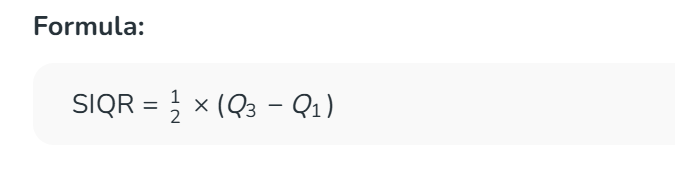 Formula:
SIQR = ½ × (Q₃ − Q₁)